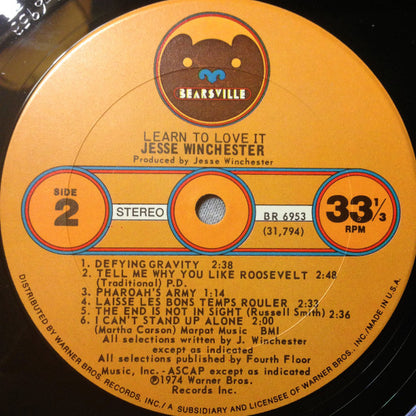 BEARSVILLE
LEARN TO LOVE IT
JESSE WINCHESTER
Produced by Jesse Winchester
SIDE
2
STEREO
BR 6953
(31,794)
33 1/3
RPM
1. DEFYING GRAVITY 2:38
2. TELL ME WHY YOU LIKE ROOSEVELT 2:48
(Traditional) P.D.
3. PHAROAH'S ARMY 1:14
4. LAISSE LES BONS TEMPS ROULER 2:33
5. THE END IS NOT IN SIGHT (Russell Smith) 2:36
6. I CAN'T STAND UP ALONE 2:00
(Martha Carson) Marpat Music BMI
All selections written by J. Winchester
except as indicated
All selections published by Fourth Floor
Music, Inc. - ASCAP except as indicated
℗1974 Warner Bros.
Records Inc.
DISTRIBUTED BY WARNER BROS. RECORDS INC./ A SUBSIDIARY AND LICENSEE OF WARNER BROS., INC./MADE IN U.S.A.